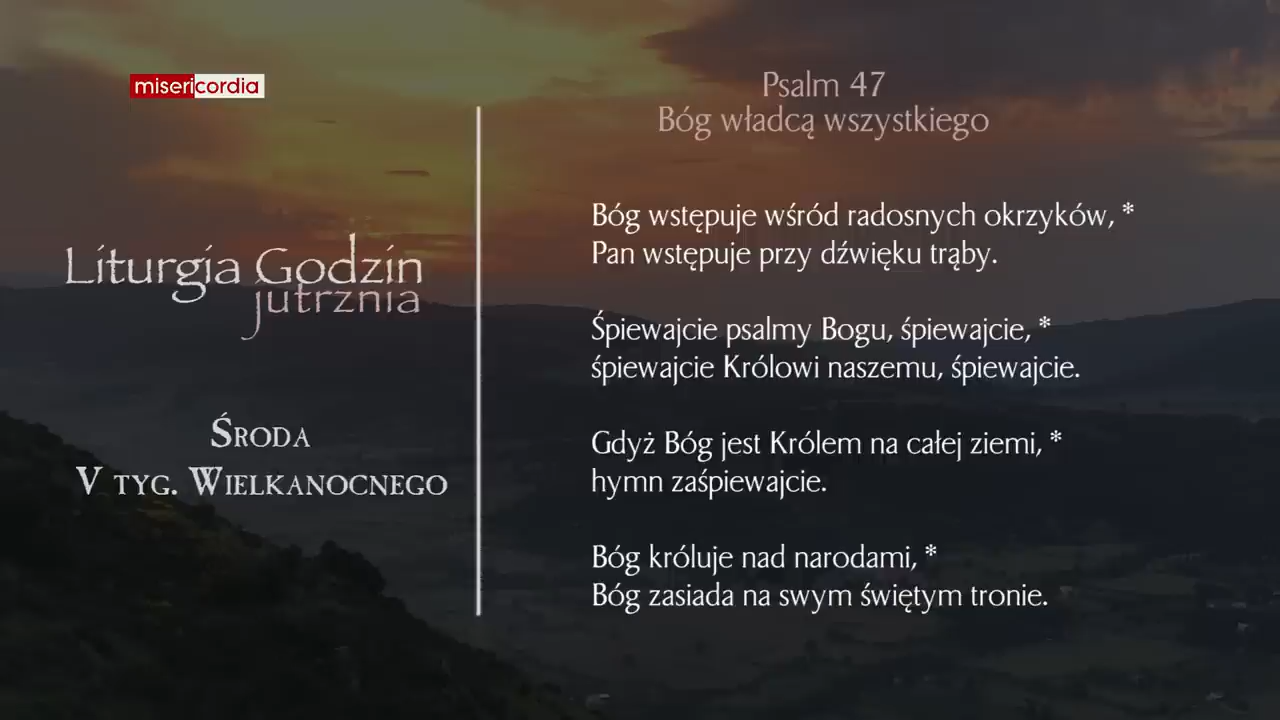 misericordia
Liturgia Godzin
jutrznia
Środa
V tyg. Wielkanocnego
Psalm 47
Bóg władcą wszystkiego
Bóg wstępuje wśród radosnych okrzyków, *
Pan wstępuje przy dźwięku trąby.
Śpiewajcie psalmy Bogu, śpiewajcie, *
śpiewajcie Królowi naszemu, śpiewajcie.
Gdyż Bóg jest Królem na całej ziemi, *
hymn zaśpiewajcie.
Bóg króluje nad narodami, *
Bóg zasiada na swym świętym tronie.